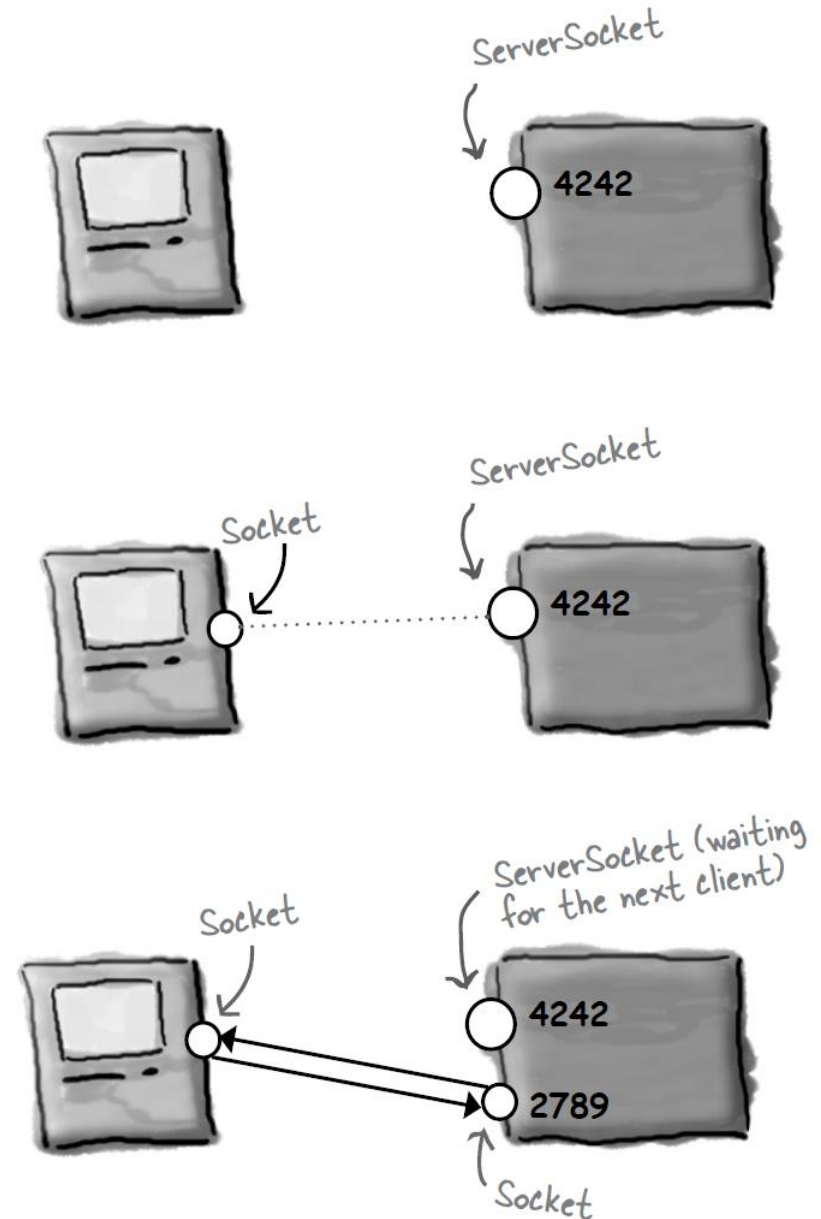 ServerSocket
4242
ServerSocket
Socket
4242
ServerSocket (waiting
for the next client)
Socket
4242
2789
Socket